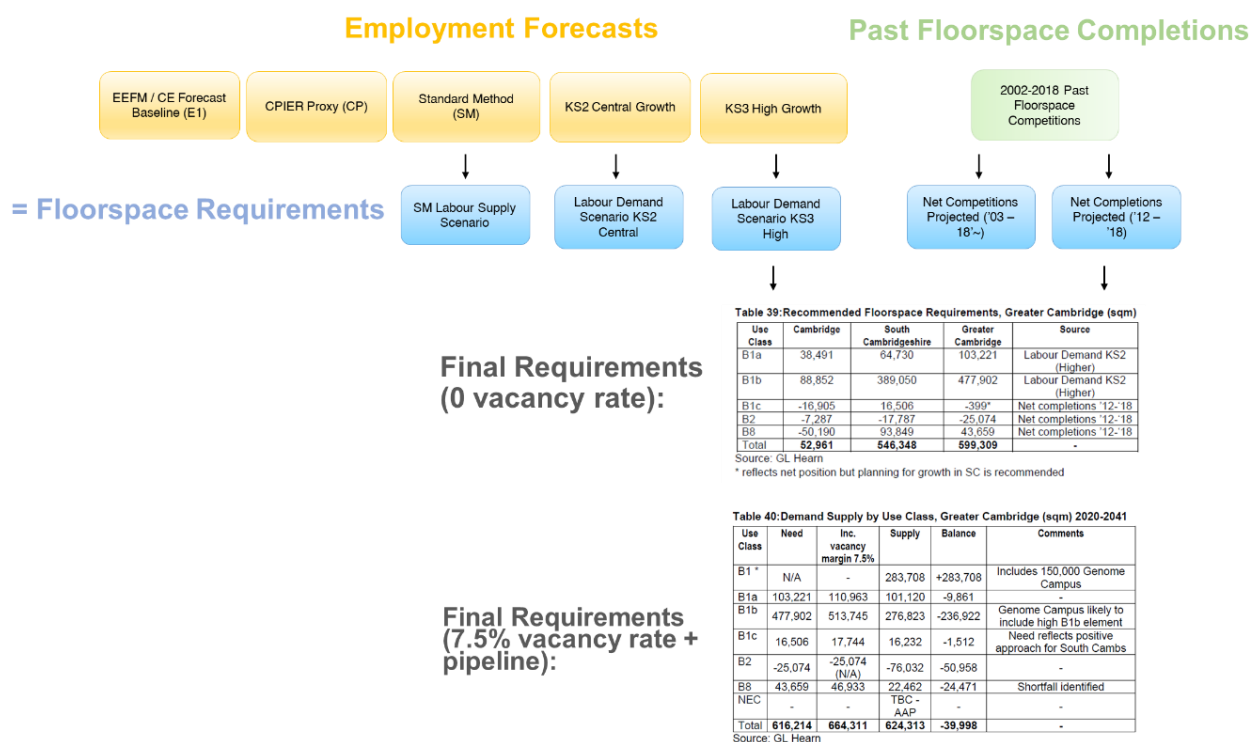 Employment Forecasts
Past Floorspace Completions
EEFM / CE Forecast
Baseline (E1)
CPIER Proxy (CP)
Standard Method
(SM)
KS2 Central Growth
KS3 High Growth
2002-2018 Past
Floorspace
Competitions
= Floorspace Requirements
SM Labour Supply
Scenario
Labour Demand
Scenario KS2
Central
Labour Demand
Scenario KS3
High
Net Competitions
Projected ('03 –
18'~)
Net Completions
Projected ('12 –
'18)
Final Requirements
(0 vacancy rate):
Table 39:Recommended Floorspace Requirements, Greater Cambridge (sqm)
Use Class | Cambridge | South Cambridgeshire | Greater Cambridge | Source
B1a | 38,491 | 64,730 | 103,221 | Labour Demand KS2 (Higher)
B1b | 88,852 | 389,050 | 477,902 | Labour Demand KS2 (Higher)
B1c | -16,905 | 16,506 | -399* | Net completions '12-'18
B2 | -7,287 | -17,787 | -25,074 | Net completions '12-'18
B8 | -50,190 | 93,849 | 43,659 | Net completions '12-'18
Total | 52,961 | 546,348 | 599,309 | -
Source: GL Hearn
* reflects net position but planning for growth in SC is recommended
Final Requirements
(7.5% vacancy rate +
pipeline):
Table 40:Demand Supply by Use Class, Greater Cambridge (sqm) 2020-2041
Use Class | Need | Inc. vacancy margin 7.5% | Supply | Balance | Comments
B1 * | N/A | - | 283,708 | +283,708 | Includes 150,000 Genome Campus
B1a | 103,221 | 110,963 | 101,120 | -9,861 | -
B1b | 477,902 | 513,745 | 276,823 | -236,922 | Genome Campus likely to include high B1b element
B1c | 16,506 | 17,744 | 16,232 | -1,512 | Need reflects positive approach for South Cambs
B2 | -25,074 | -25,074 (N/A) | -76,032 | -50,958 | -
B8 | 43,659 | 46,933 | 22,462 | -24,471 | Shortfall identified
NEC | - | - | TBC - AAP | - | -
Total | 616,214 | 664,311 | 624,313 | -39,998 | -
Source: GL Hearn